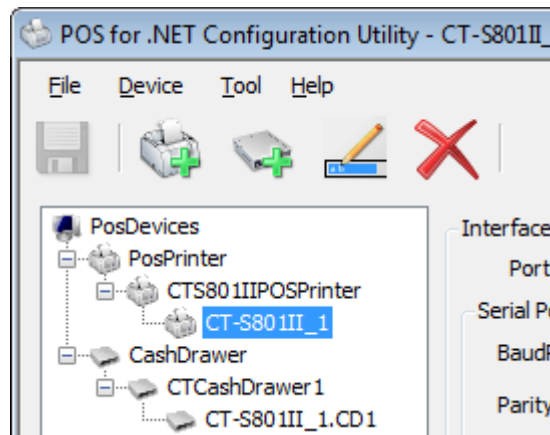 POS for .NET Configuration Utility - CT-S801II_
File Device Tool Help
PosDevices
PosPrinter
CTS801IIPOSPrinter
CT-S801II_1
CashDrawer
CTCashDrawer1
CT-S801II_1.CD1
Interface
Port
Serial Po
BaudR
Parity